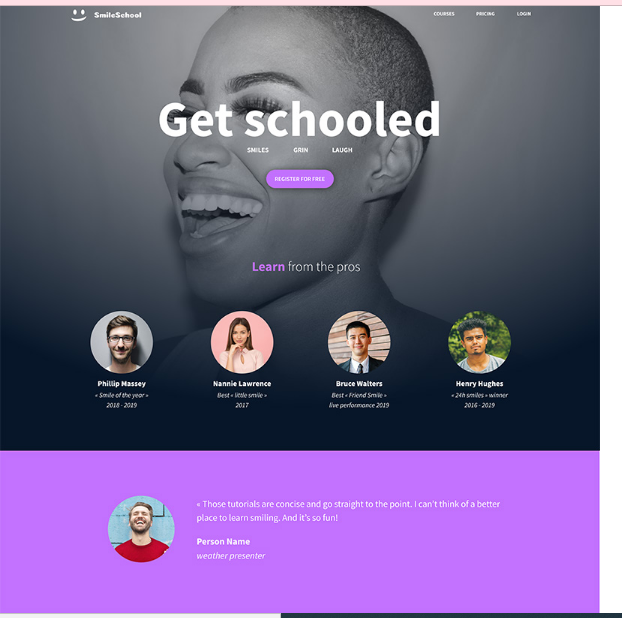 SmileSchool
COURSES PRICING LOGIN
Get schooled
SMILES GRIN LAUGH
REGISTER FOR FREE
Learn from the pros
Phillip Massey
« Smile of the year »
2018 - 2019
Nannie Lawrence
Best « little smile »
2017
Bruce Walters
Best « Friend Smile »
live performance 2019
Henry Hughes
« 24h smiles » winner
2016 - 2019
« Those tutorials are concise and go straight to the point. I can't think of a better
place to learn smiling. And it's so fun!
Person Name
weather presenter